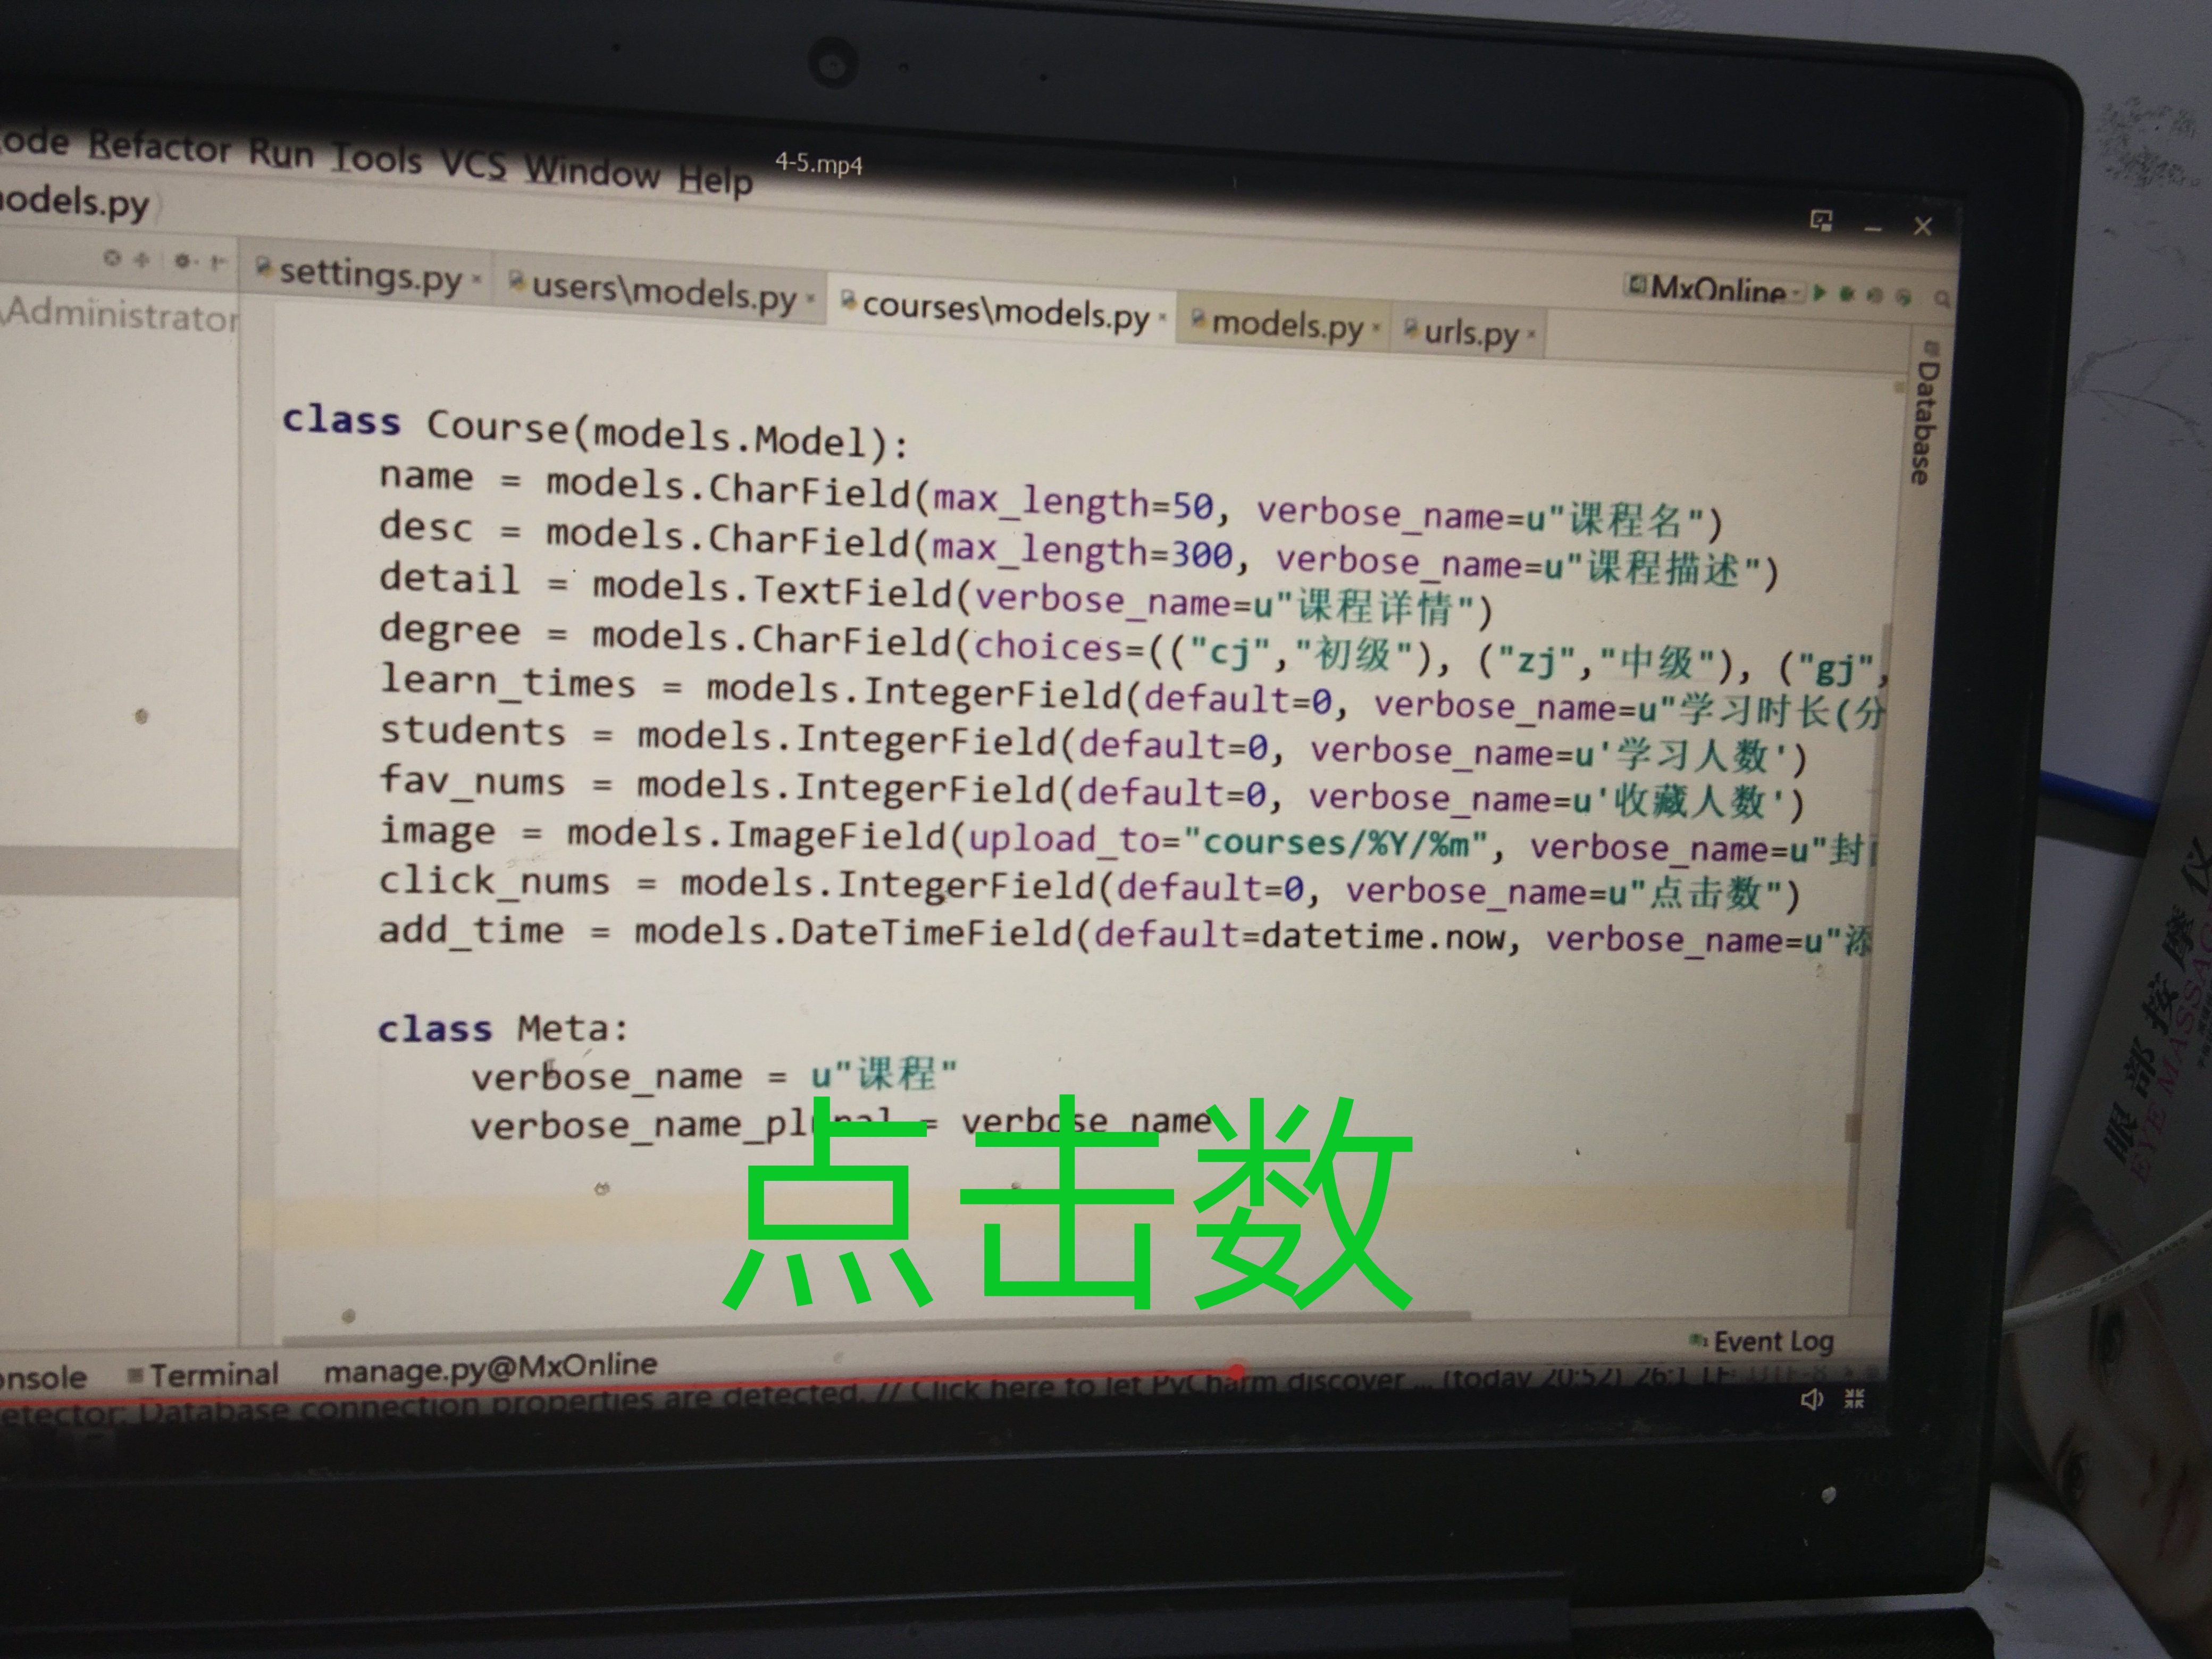 4-5.mp4
ode Refactor Run Tools VCS Window Help
odels.py
MxOnline
settings.py users\models.py courses\models.py models.py urls.py
\Administrator
Database
class Course(models.Model):
name = models.CharField(max_length=50, verbose_name=u"课程名")
desc = models.CharField(max_length=300, verbose_name=u"课程描述")
detail = models.TextField(verbose_name=u"课程详情")
degree = models.CharField(choices=(("cj","初级"), ("zj","中级"), ("gj",
learn_times = models.IntegerField(default=0, verbose_name=u"学习时长(分
students = models.IntegerField(default=0, verbose_name=u'学习人数')
fav_nums = models.IntegerField(default=0, verbose_name=u'收藏人数')
image = models.ImageField(upload_to="courses/%Y/%m", verbose_name=u"封
click_nums = models.IntegerField(default=0, verbose_name=u"点击数")
add_time = models.DateTimeField(default=datetime.now, verbose_name=u"添
class Meta:
verbose_name = u"课程"
verbose_name_plural = verbose_name
点击数
Event Log
onsole Terminal manage.py@MxOnline
etector: Database connection properties are detected. // Click here to let PyCharm discover ... (today 20:52) 26:1
眼部按摩仪
EYE MASSAG